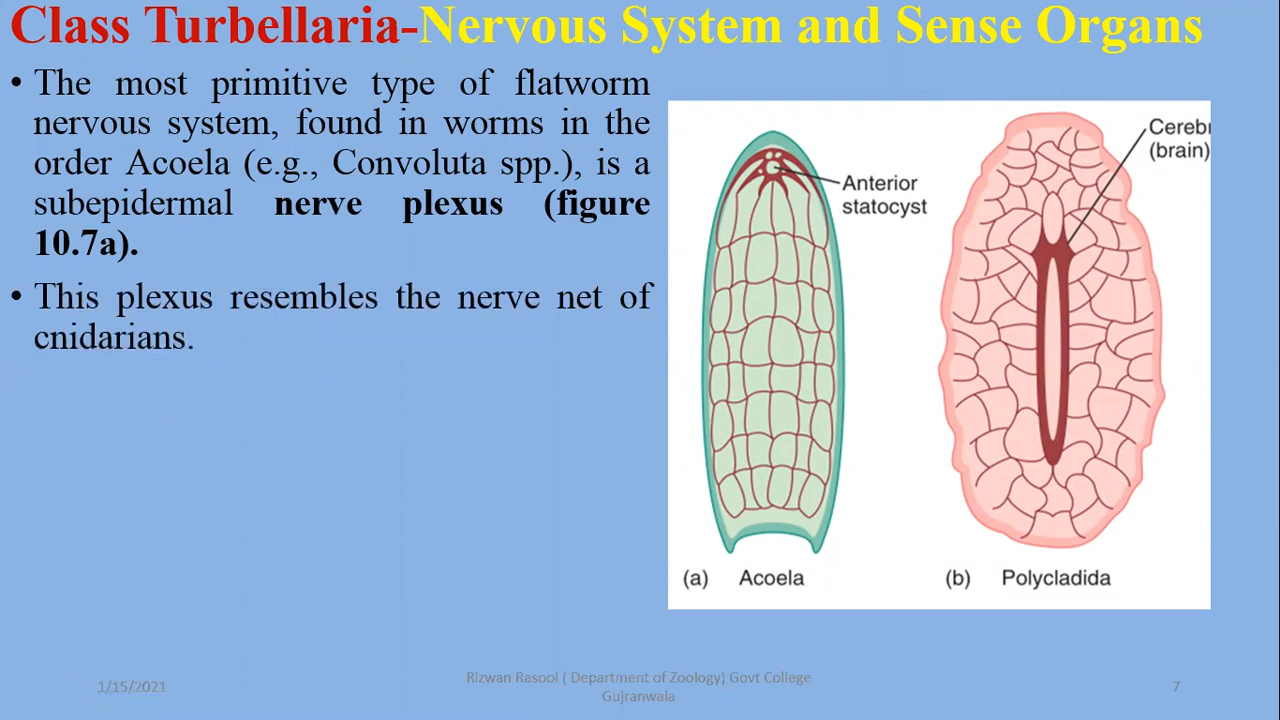 Class Turbellaria-Nervous System and Sense Organs
• The most primitive type of flatworm
nervous system, found in worms in the
order Acoela (e.g., Convoluta spp.), is a
subepidermal nerve plexus (figure
10.7a).
• This plexus resembles the nerve net of
cnidarians.
Anterior
statocyst
Cereb
(brain)
(a) Acoela
(b) Polycladida
1/15/2021
Rizwan Rasool ( Department of Zoology) Govt College
Gujranwala
7